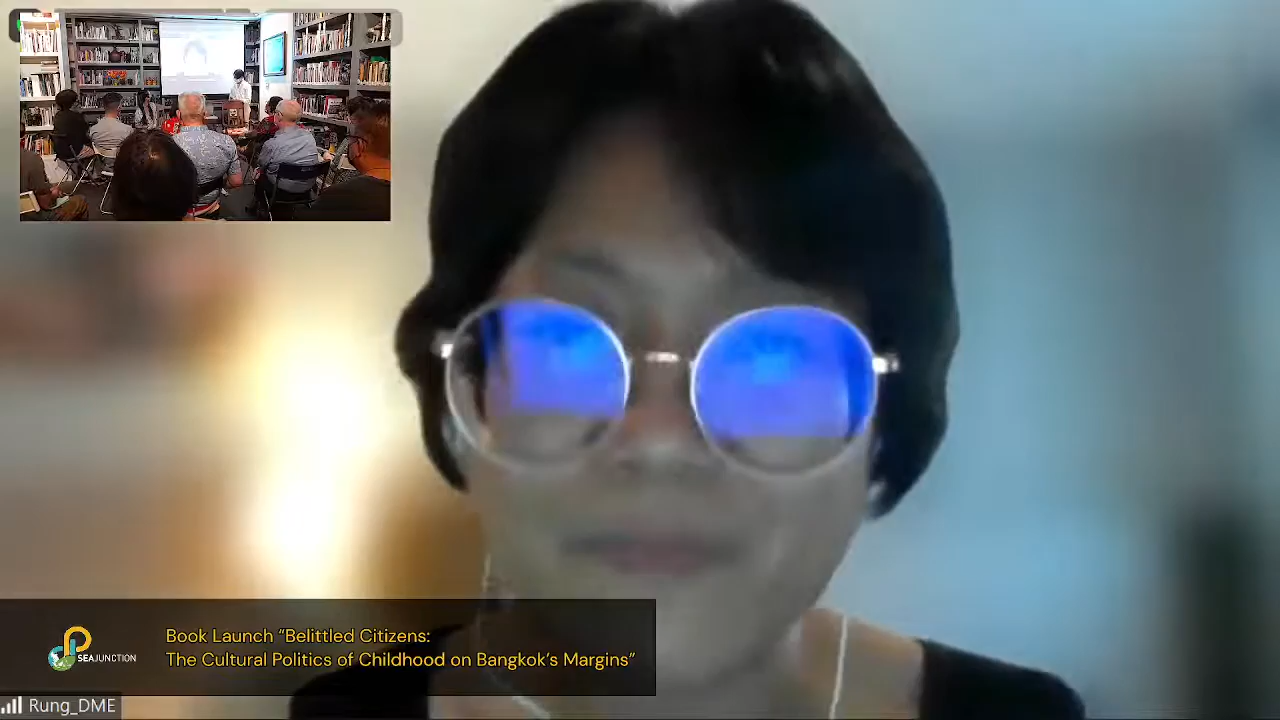 SEAJUNCTION
Book Launch “Belittled Citizens:
The Cultural Politics of Childhood on Bangkok’s Margins”
Rung_DME